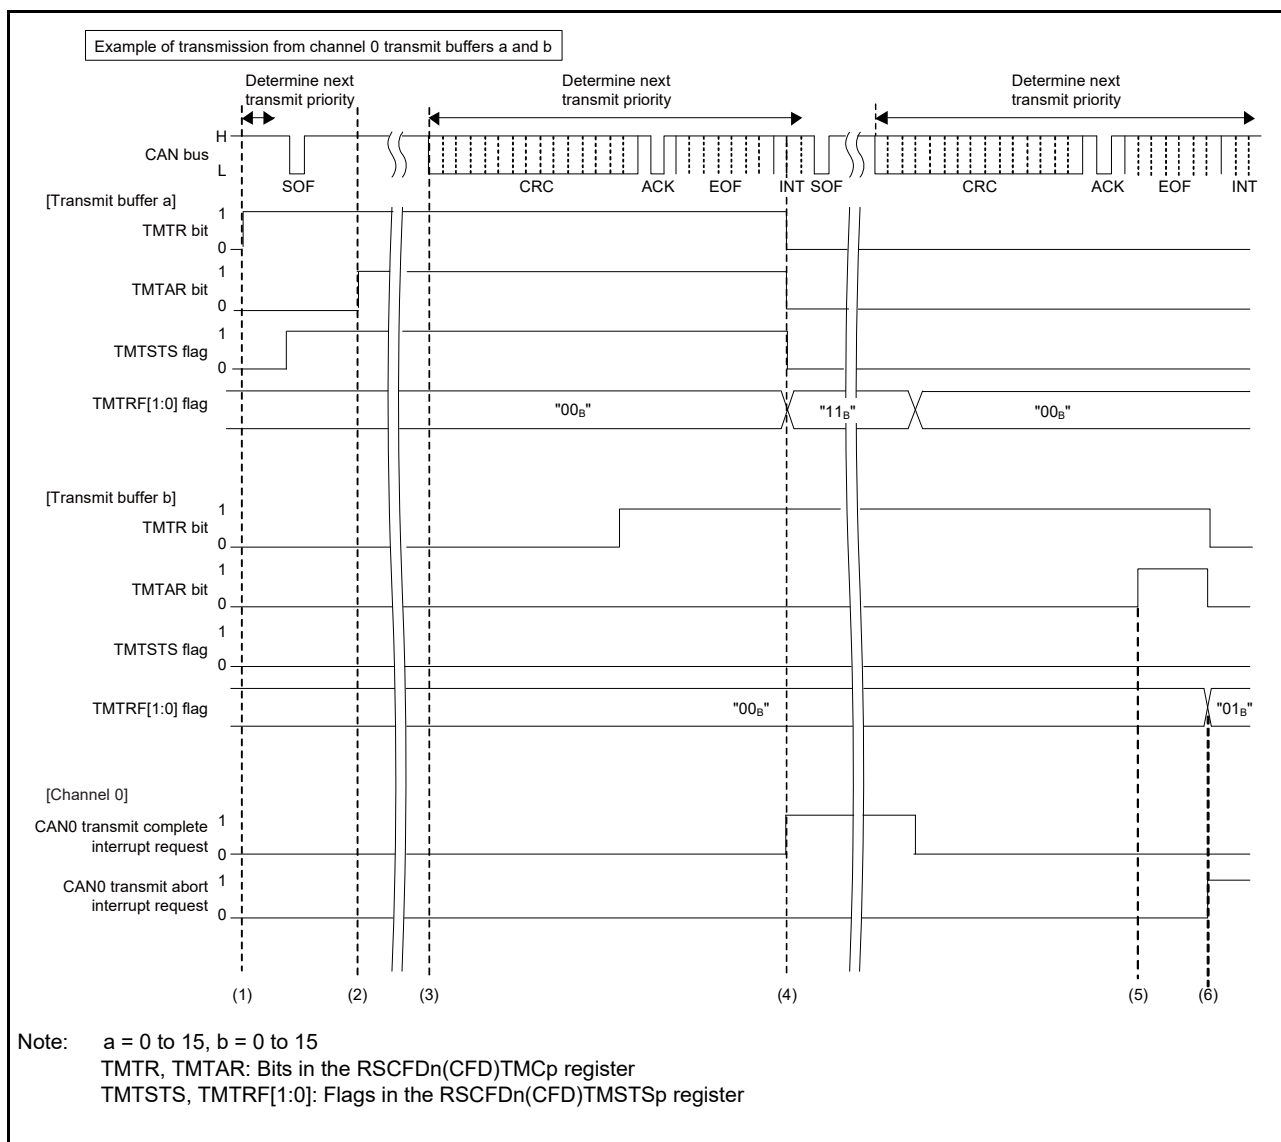 Example of transmission from channel 0 transmit buffers a and b
Determine next
transmit priority
Determine next
transmit priority
Determine next
transmit priority
H
CAN bus
L
SOF
CRC
ACK
EOF
INT
SOF
CRC
ACK
EOF
INT
[Transmit buffer a]
1
TMTR bit
0
1
TMTAR bit
0
1
TMTSTS flag
0
TMTRF[1:0] flag
"00B"
"11B"
"00B"
[Transmit buffer b]
1
TMTR bit
0
1
TMTAR bit
0
1
TMTSTS flag
0
TMTRF[1:0] flag
"00B"
"01B"
[Channel 0]
CAN0 transmit complete
interrupt request
1
0
CAN0 transmit abort
interrupt request
1
0
(1)
(2)
(3)
(4)
(5)
(6)
Note: a = 0 to 15, b = 0 to 15
TMTR, TMTAR: Bits in the RSCFDn(CFD)TMCp register
TMTSTS, TMTRF[1:0]: Flags in the RSCFDn(CFD)TMSTSp register